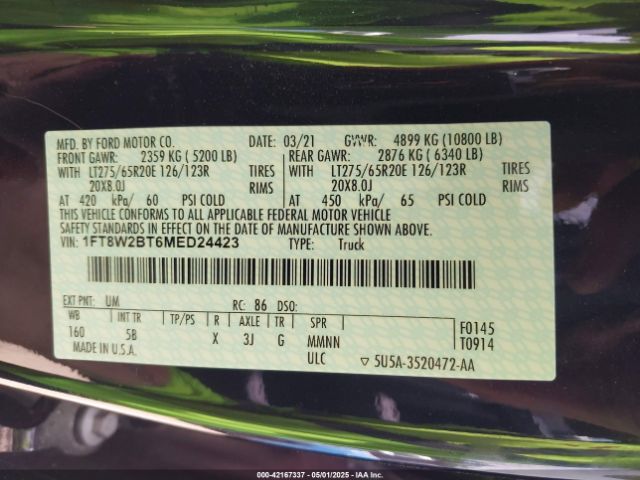 MFD. BY FORD MOTOR CO. DATE: 03/21 GVWR: 4899 KG (10800 LB)
FRONT GAWR: 2359 KG ( 5200 LB) REAR GAWR: 2876 KG ( 6340 LB)
WITH LT275/65R20E 126/123R TIRES WITH LT275/65R20E 126/123R TIRES
20X8.0J RIMS 20X8.0J RIMS
AT 420 kPa/ 60 PSI COLD AT 450 kPa/ 65 PSI COLD
THIS VEHICLE CONFORMS TO ALL APPLICABLE FEDERAL MOTOR VEHICLE
SAFETY STANDARDS IN EFFECT ON THE DATE OF MANUFACTURE SHOWN ABOVE.
VIN: 1FT8W2BT6MED24423 TYPE: Truck
EXT PNT: UM RC: 86 DSO:
WB INT TR TP/PS R AXLE TR SPR F0145
160 5B X 3J G MMNN T0914
MADE IN U.S.A. ULC ▽ 5U5A-3520472-AA
000-42167337 - 05/01/2025 - © IAA Inc.